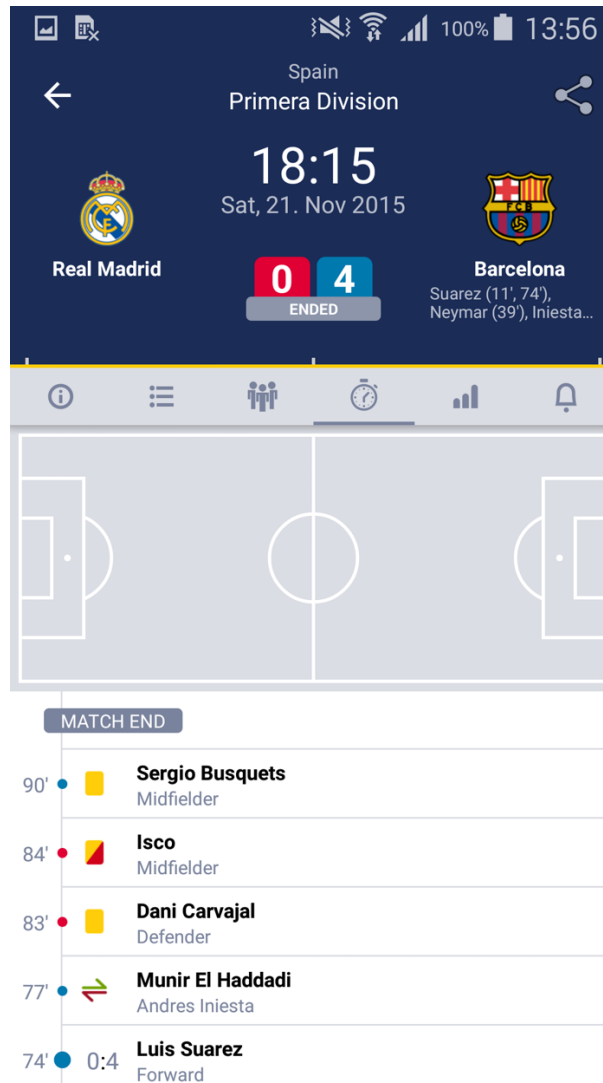 100% 13:56
Spain
Primera Division
18:15
Sat, 21. Nov 2015
FCB
Real Madrid
Barcelona
0 4
ENDED
Suarez (11', 74'),
Neymar (39'), Iniesta...
MATCH END
90' Sergio Busquets
Midfielder
84' Isco
Midfielder
83' Dani Carvajal
Defender
77' Munir El Haddadi
Andres Iniesta
74' 0:4 Luis Suarez
Forward